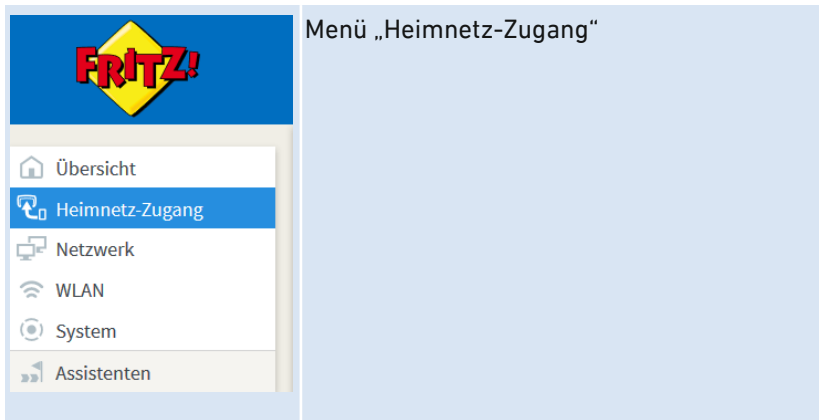 FRITZ!
Menü „Heimnetz-Zugang“
Übersicht
Heimnetz-Zugang
Netzwerk
WLAN
System
Assistenten